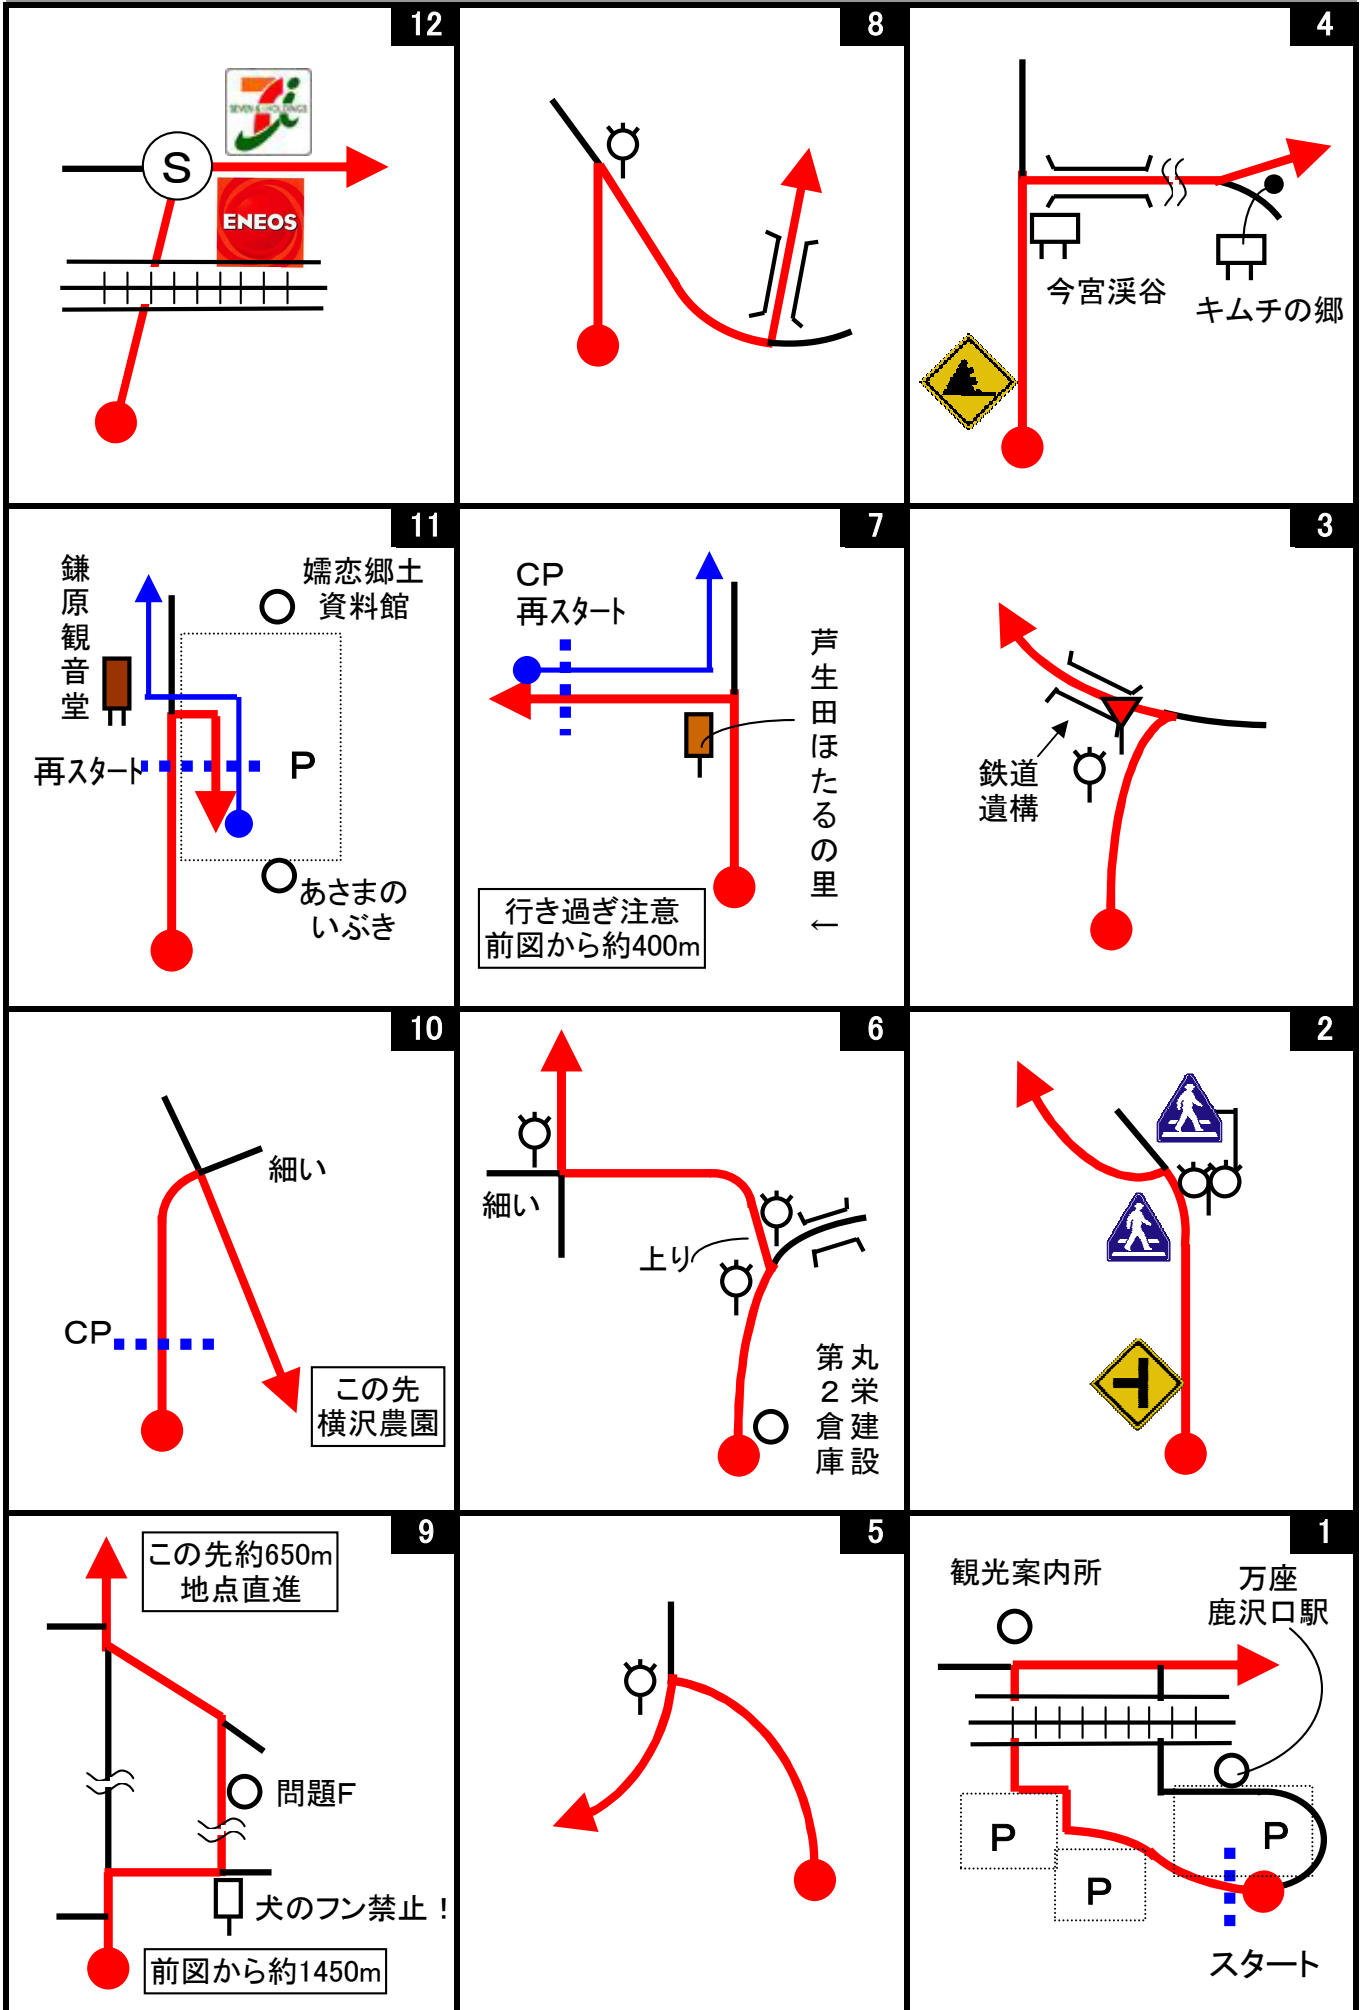 12
SEVEN & i HOLDINGS
S
ENEOS
8
4
今宮渓谷
キムチの郷
11
鎌原観音堂
嬬恋郷土
資料館
再スタート
P
あさまの
いぶき
7
CP
再スタート
芦生田ほたるの里←
行き過ぎ注意
前図から約400m
3
鉄道
遺構
10
細い
CP
この先
横沢農園
6
細い
上り
丸栄建設
第2倉庫
2
9
この先約650m
地点直進
問題F
犬のフン禁止!
前図から約1450m
5
1
観光案内所
万座
鹿沢口駅
P
P
P
スタート